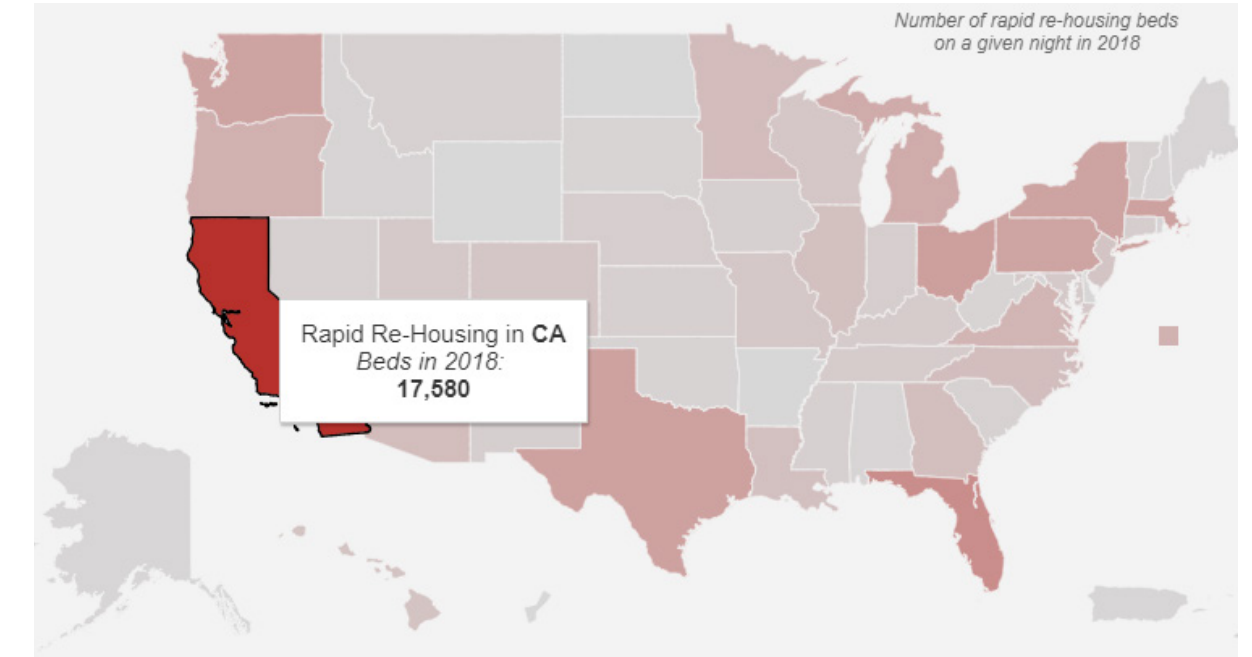 Number of rapid re-housing beds
on a given night in 2018
Rapid Re-Housing in CA
Beds in 2018:
17,580